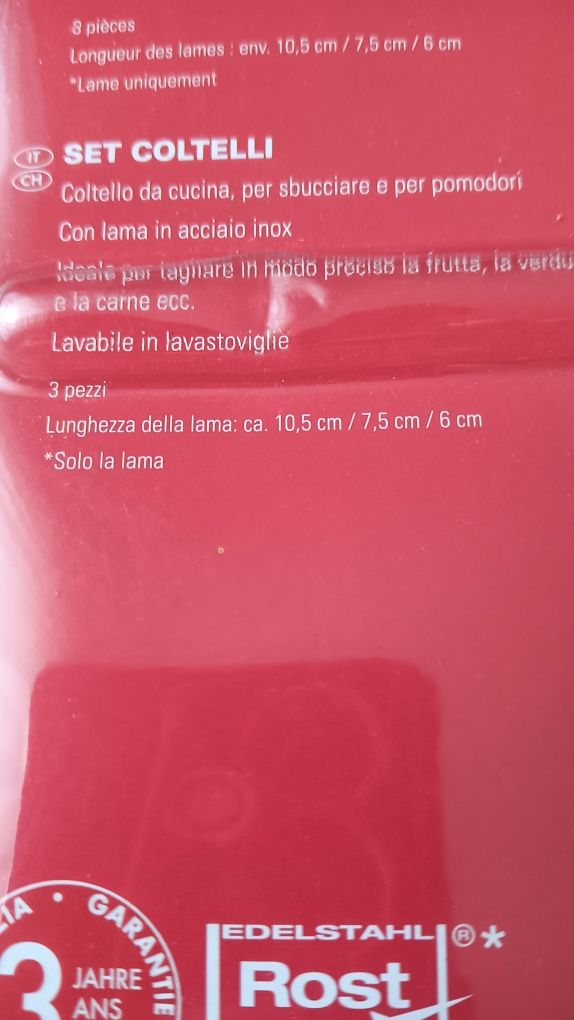 3 pièces
Longueur des lames : env. 10,5 cm / 7,5 cm / 6 cm
*Lame uniquement
IT SET COLTELLI
CH
Coltello da cucina, per sbucciare e per pomodori
Con lama in acciaio inox
Ideale per tagliare in modo preciso la frutta, la verdu
e la carne ecc.
Lavabile in lavastoviglie
3 pezzi
Lunghezza della lama: ca. 10,5 cm / 7,5 cm / 6 cm
*Solo la lama
ZIA • GARANTIE
3 JAHRE
ANS
EDELSTAHL ®*
Rost